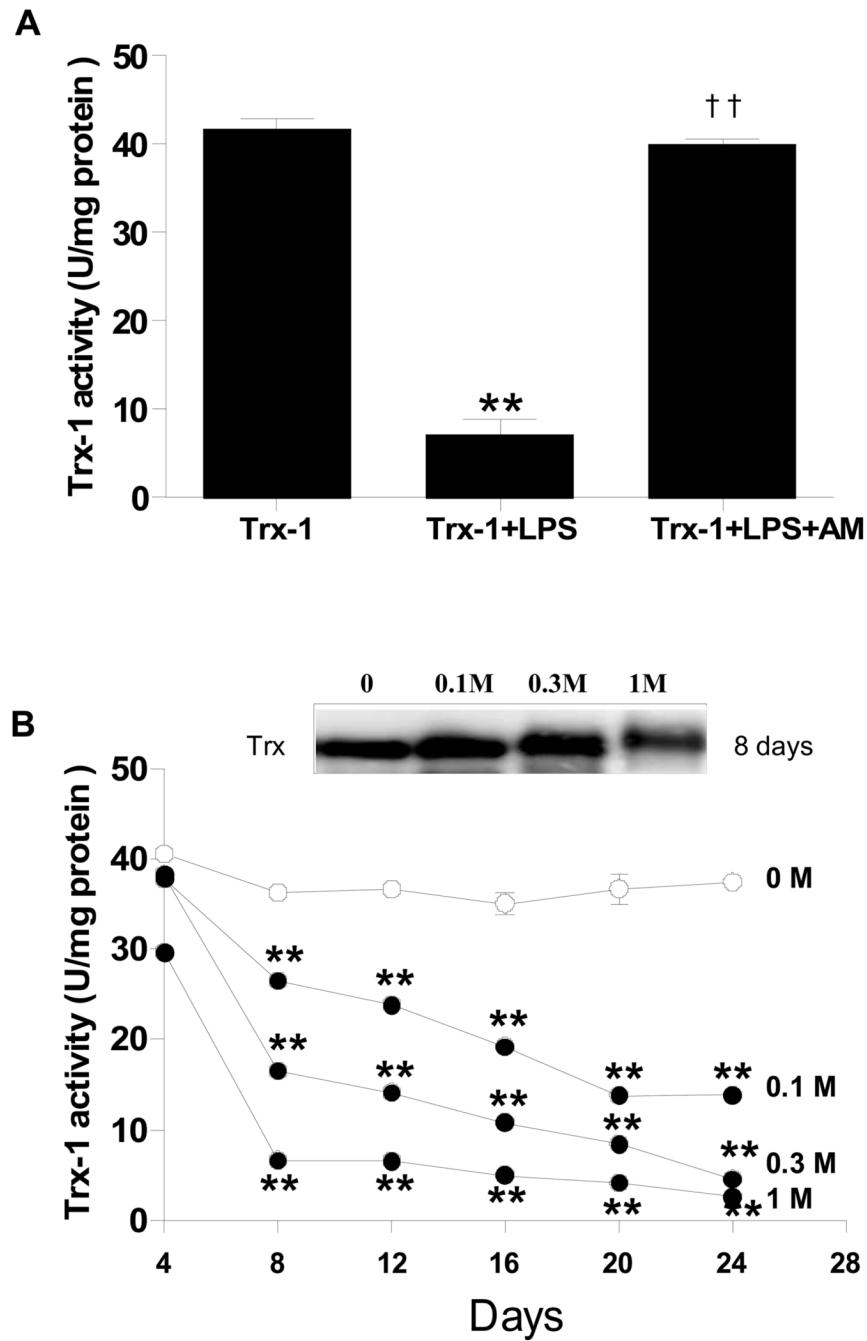 A
Trx-1 activity (U/mg protein)
50
40
30
20
10
0
**
† †
Trx-1
Trx-1+LPS
Trx-1+LPS+AM
B
0 0.1M 0.3M 1M
Trx
8 days
Trx-1 activity (U/mg protein )
50
40
30
20
10
0
0 M
** ** ** ** **
0.1 M
** ** ** ** **
0.3 M
** ** ** ** **
1 M
4 8 12 16 20 24 28
Days